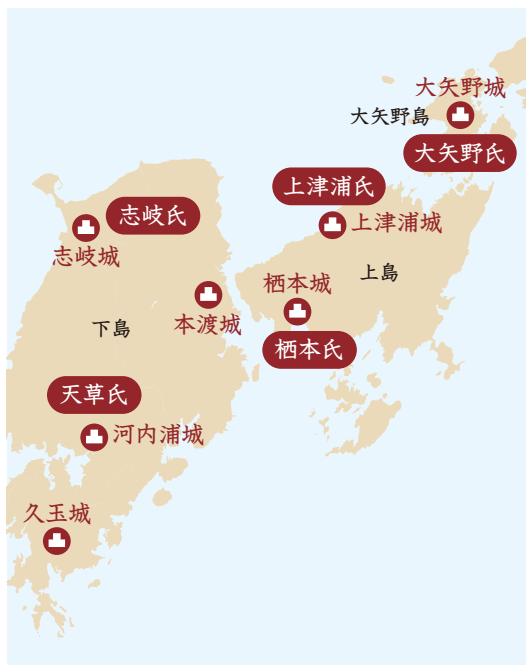 大矢野城
大矢野島
大矢野氏
上津浦氏
上津浦城
志岐氏
志岐城
上島
栖本城
本渡城
下島
栖本氏
天草氏
河内浦城
久玉城